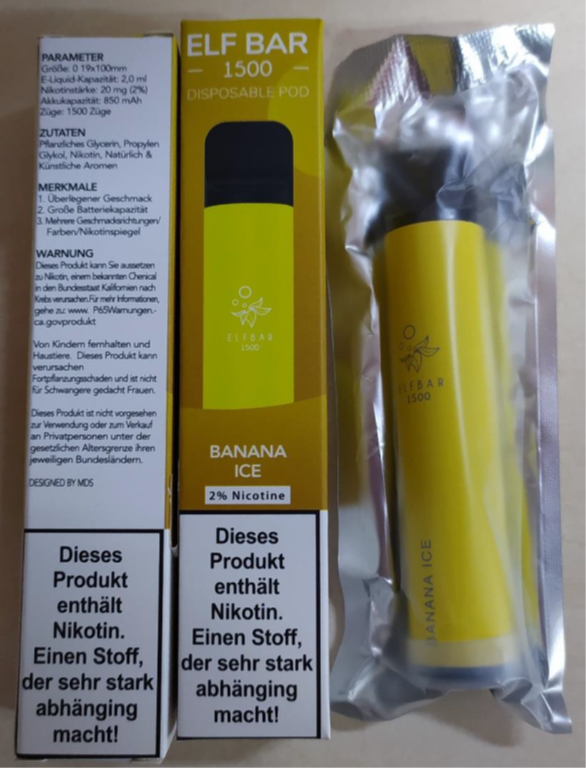 PARAMETER
Größe: 0 19x100mm
E-Liquid-Kapazität: 2,0 ml
Nikotinstärke: 20 mg (2%)
Akkukapazität: 850 mAh
Züge: 1500 Züge
ZUTATEN
Pflanzliches Glycerin, Propylen
Glykol, Nikotin, Natürlich &
Künstliche Aromen
MERKMALE
1. Überlegener Geschmack
2. Große Batteriekapazität
3. Mehrere Geschmacksrichtungen/
Farben/Nikotinspiegel
WARNUNG
Dieses Produkt kann Sie aussetzen
zu Nikotin, einem bekannten Chenical
in den Bundesstaat Kalifornien nach
Krebs verursachen.Für mehr Informationen,
gehe zu: www. P65Warnungen.-
ca.govprodukt
Von Kindern fernhalten und
Haustiere. Dieses Produkt kann
verursachen
Fortpflanzungsschaden und ist nicht
für Schwangere gedacht Frauen.
Dieses Produkt ist nicht vorgesehen
zur Verwendung oder zum Verkauf
an Privatpersonen unter der
gesetzlichen Altersgrenze ihren
jeweiligen Bundesländern.
DESIGNED BY MDS
Dieses
Produkt
enthält
Nikotin.
Einen Stoff,
der sehr stark
abhänging
macht!
ELF BAR
1500
DISPOSABLE POD
ELFBAR
1500
BANANA
ICE
2% Nicotine
Dieses
Produkt
enthält
Nikotin.
Einen Stoff,
der sehr stark
abhänging
macht!
ELFBAR
1500
BANANA ICE